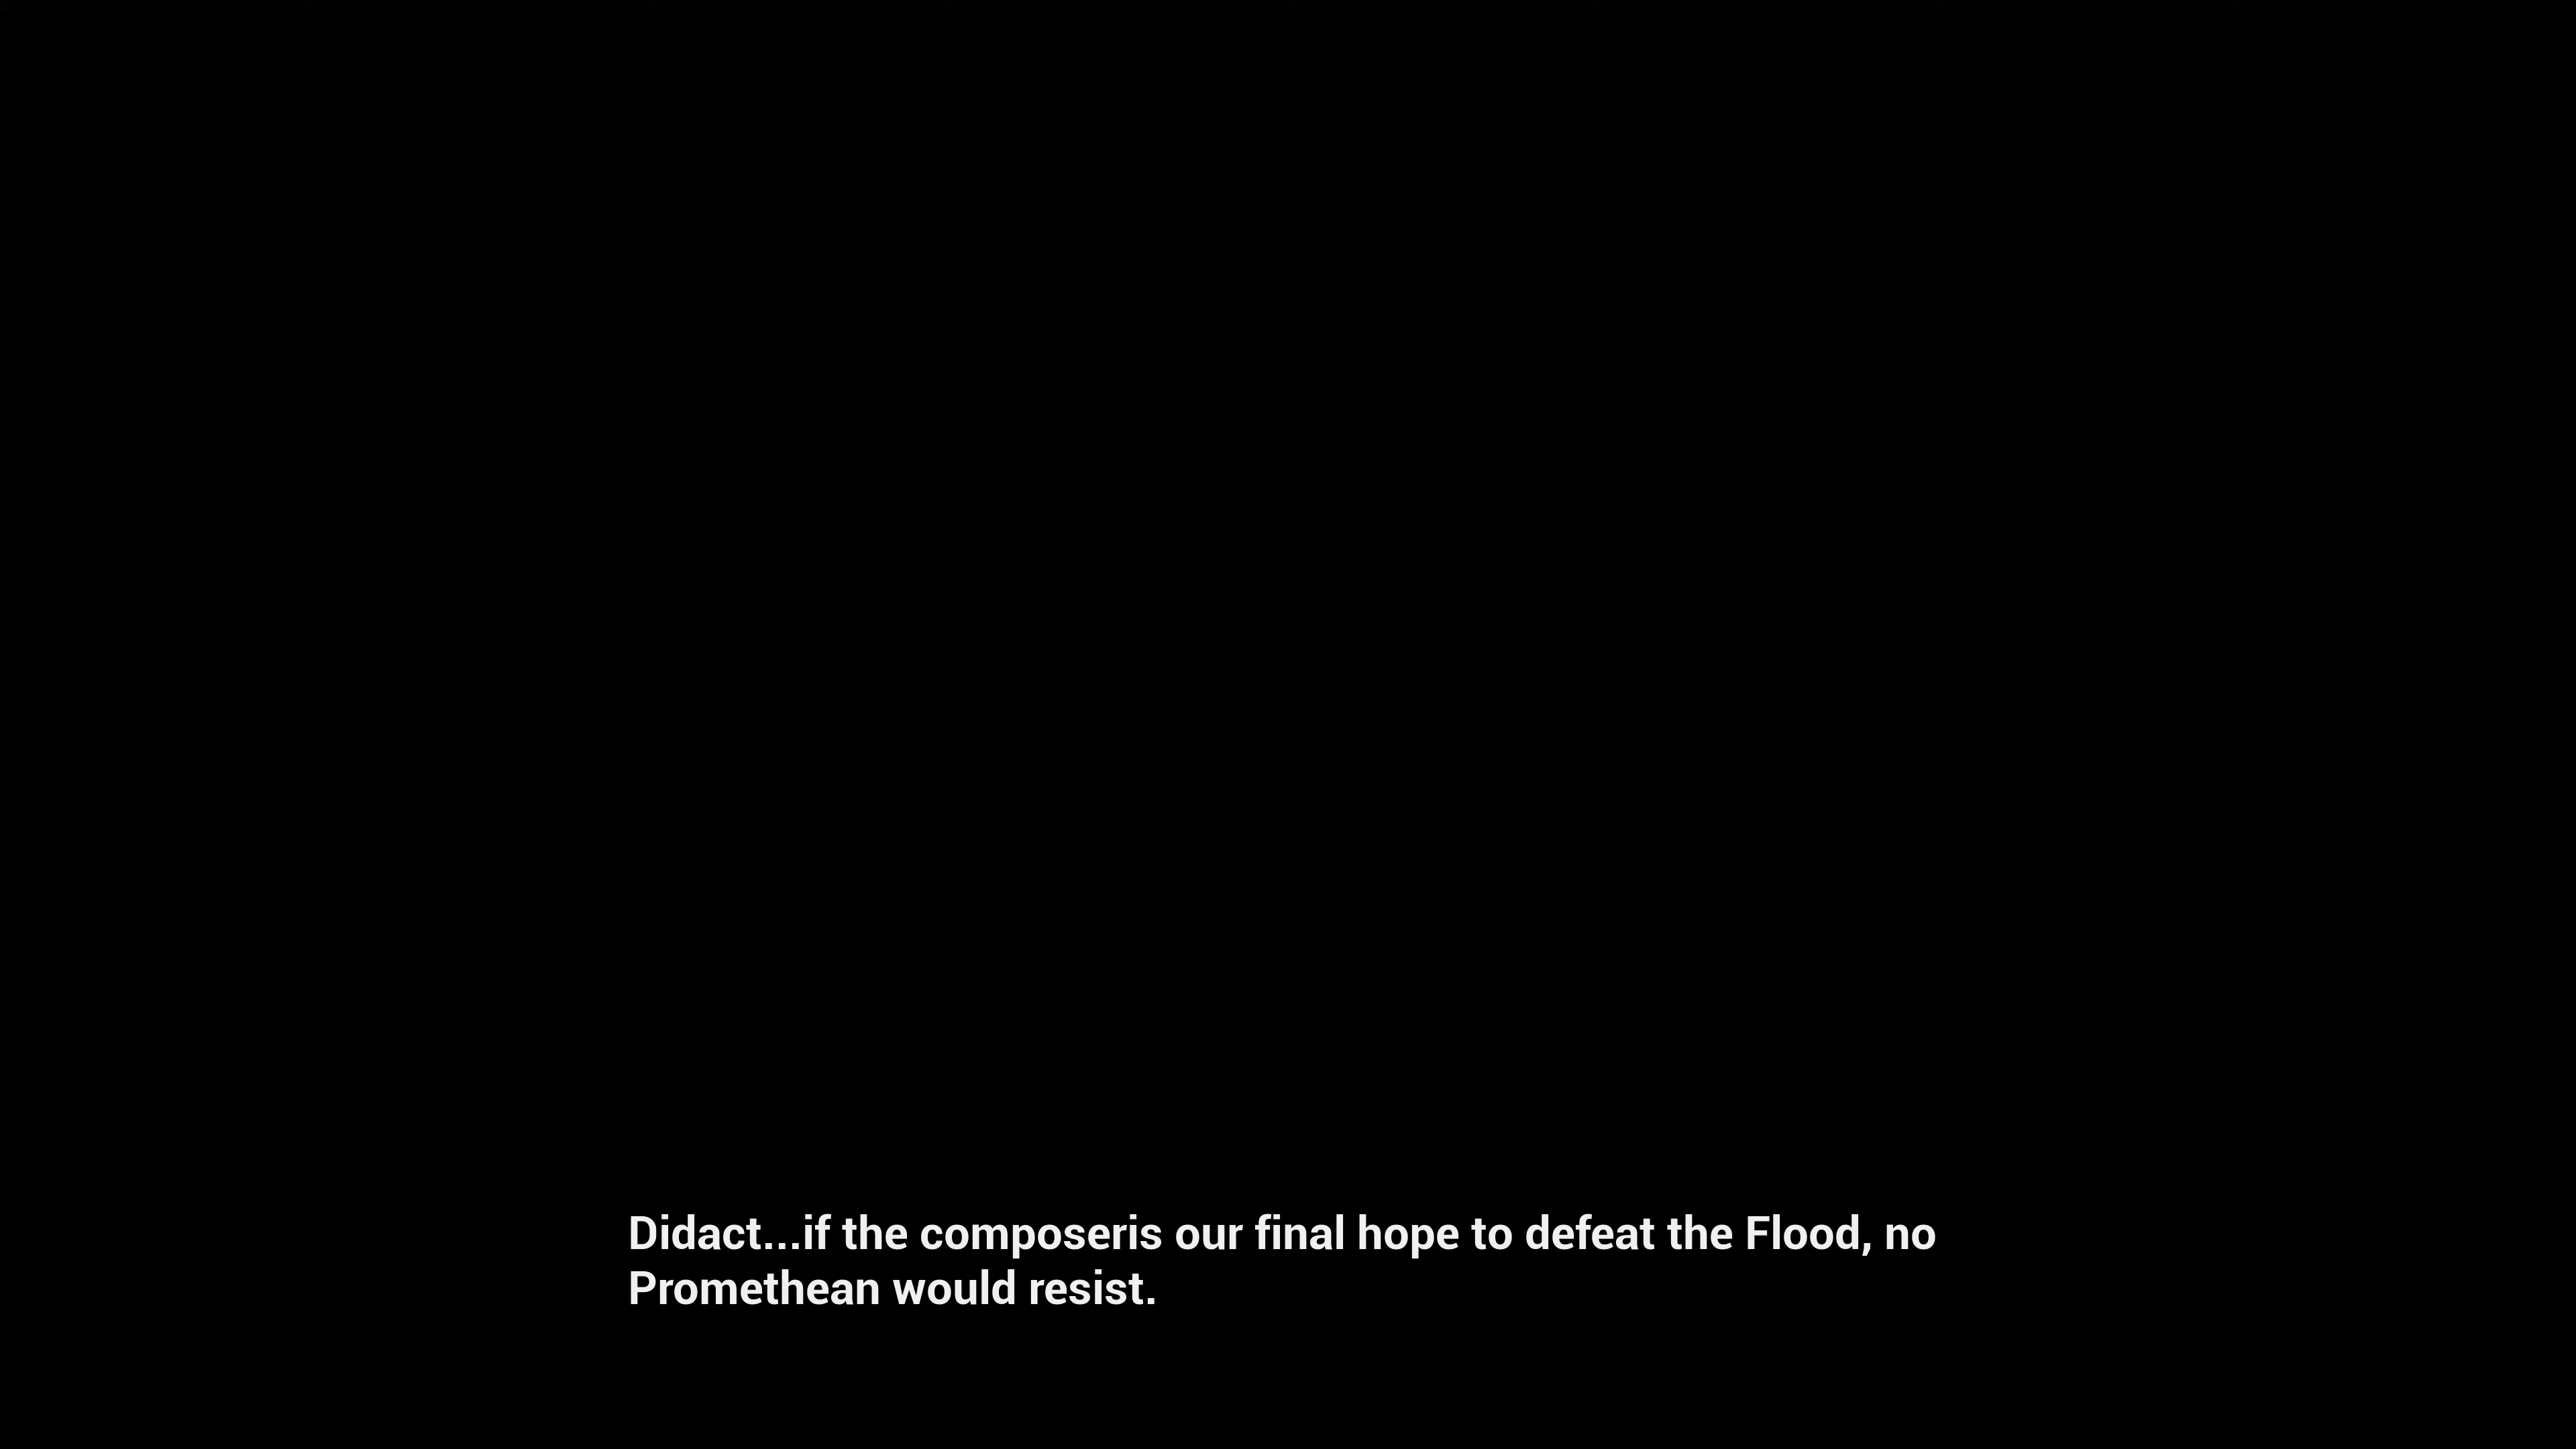 Didact...if the composeris our final hope to defeat the Flood, no
Promethean would resist.